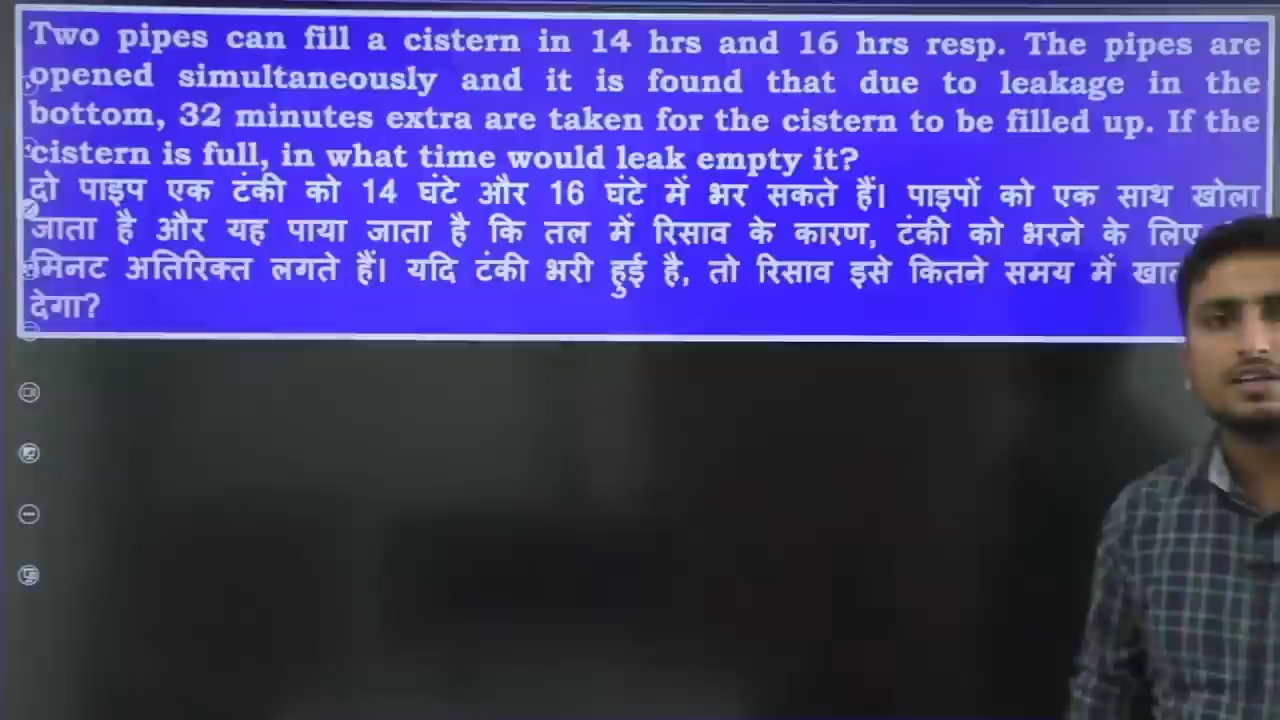 Two pipes can fill a cistern in 14 hrs and 16 hrs resp. The pipes are
opened simultaneously and it is found that due to leakage in the
bottom, 32 minutes extra are taken for the cistern to be filled up. If the
cistern is full, in what time would leak empty it?
दो पाइप एक टंकी को 14 घंटे और 16 घंटे में भर सकते हैं। पाइपों को एक साथ खोला
जाता है और यह पाया जाता है कि तल में रिसाव के कारण, टंकी को भरने के लिए
मिनट अतिरिक्त लगते हैं। यदि टंकी भरी हुई है, तो रिसाव इसे कितने समय में
देगा?